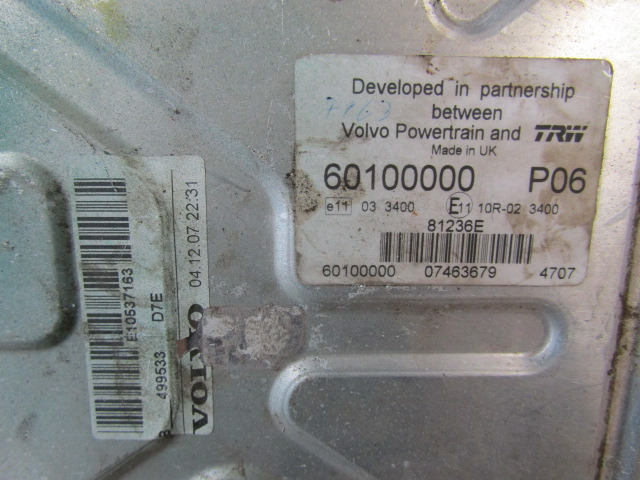 Developed in partnership
between
Volvo Powertrain and TRW
Made in UK
60100000 P06
e11 03 3400 E11 10R-02 3400
81236E
60100000 07463679 4707
E10537163
499533 D7E
VOLVO 04.12.07 22:31